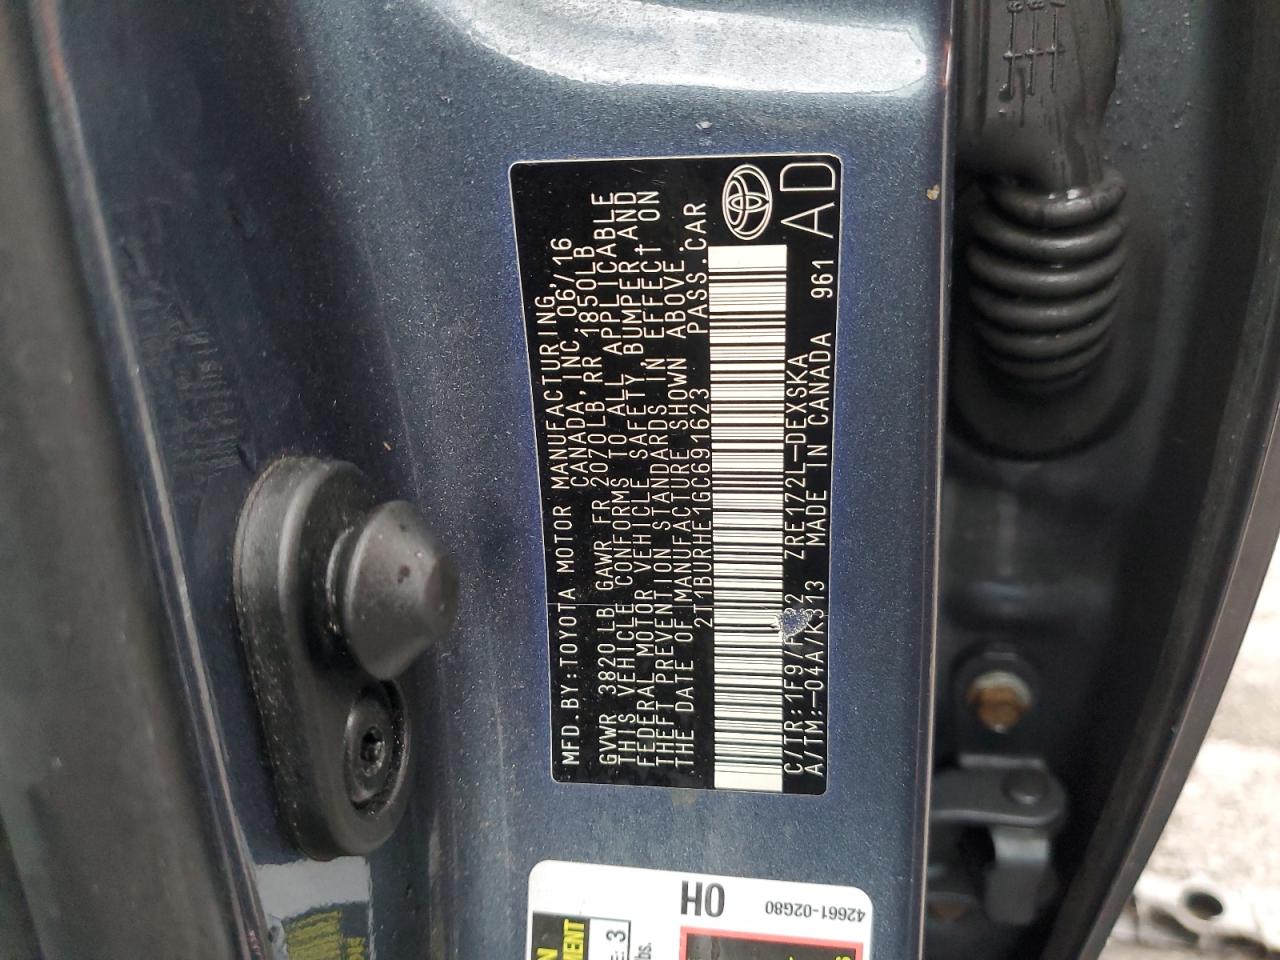 MFD.BY:TOYOTA MOTOR MANUFACTURING,
CANADA,INC. 06/16
GVWR 3820 LB GAWR FR 2070LB,RR 1850LB
THIS VEHICLE CONFORMS TO ALL APPLICABLE
FEDERAL MOTOR VEHICLE SAFETY BUMPER,AND
THEFT PREVENTION STANDARDS IN EFFECT ON
THE DATE OF MANUFACTURE SHOWN ABOVE.
2T1BURHE1GC691623 PASS.CAR
C/TR:1F9/ ZRE172L-DEXSKA
A/TM:-04A/K313 MADE IN CANADA 961
AD
OH
42661-02G80
3